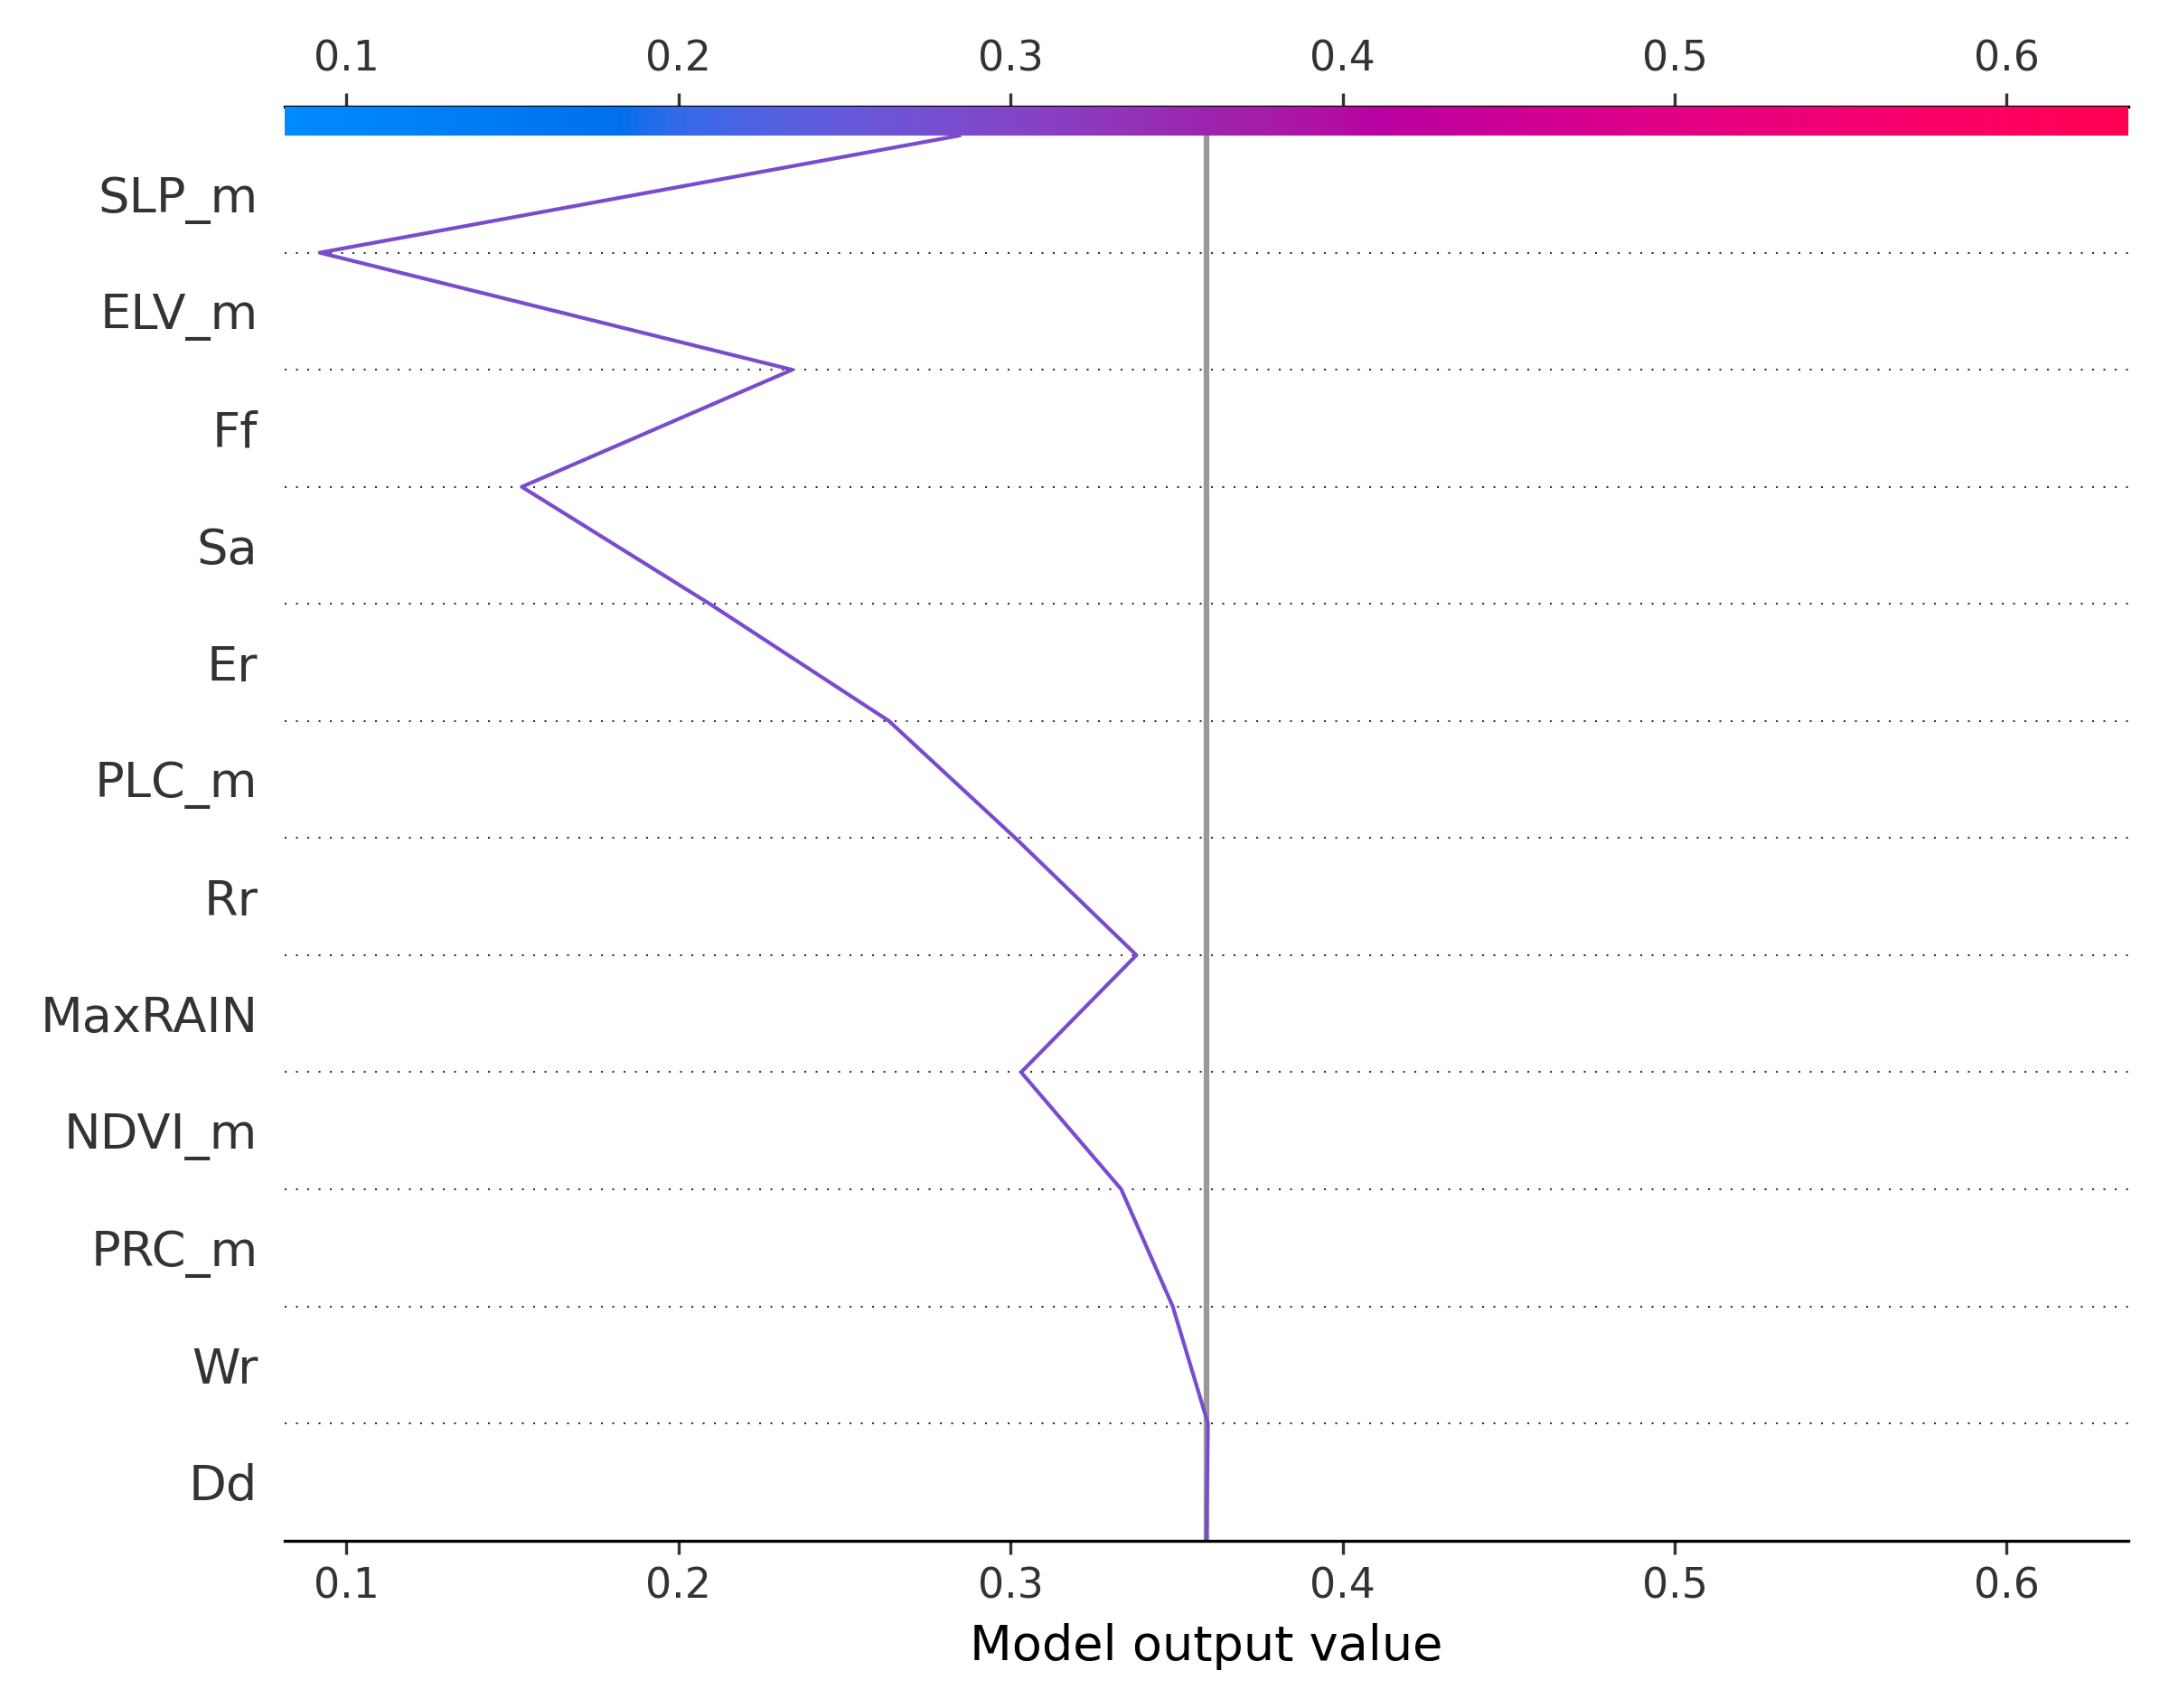 0.1 0.2 0.3 0.4 0.5 0.6
SLP_m
ELV_m
Ff
Sa
Er
PLC_m
Rr
MaxRAIN
NDVI_m
PRC_m
Wr
Dd
0.1 0.2 0.3 0.4 0.5 0.6
Model output value